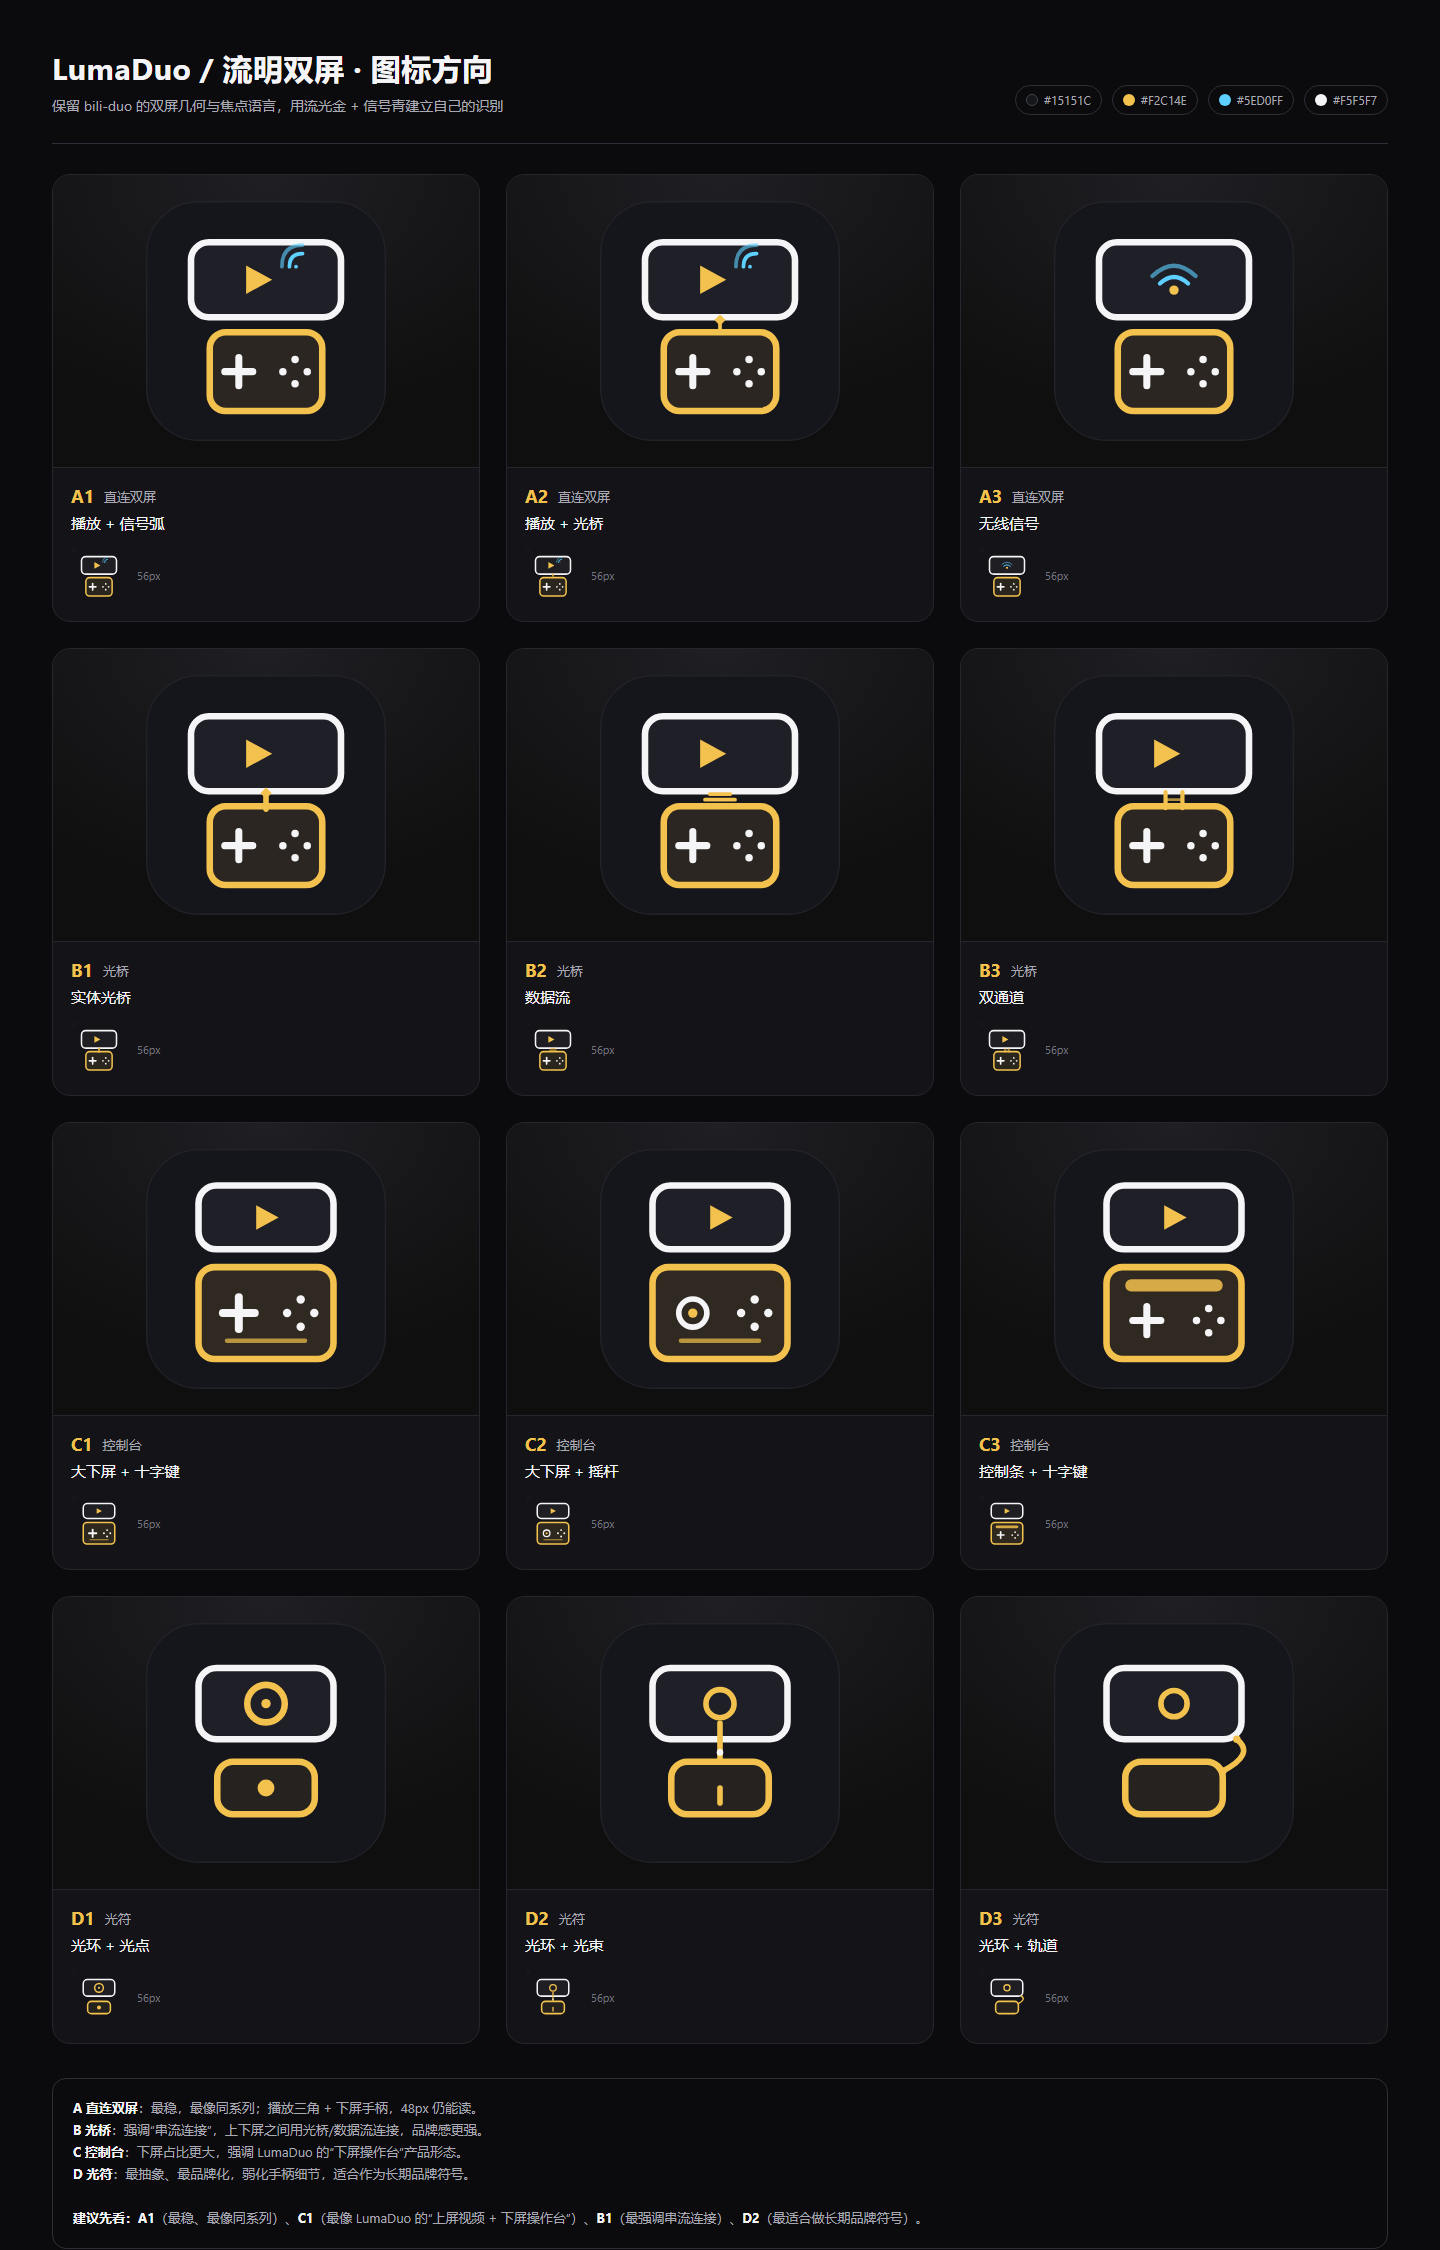 LumaDuo / 流明双屏 · 图标方向
保留 bili-duo 的双屏几何与焦点语言，用流光金 + 信号青建立自己的识别
#15151C
#F2C14E
#5ED0FF
#F5F5F7
A1 直连双屏
播放 + 信号弧
56px
A2 直连双屏
播放 + 光桥
56px
A3 直连双屏
无线信号
56px
B1 光桥
实体光桥
56px
B2 光桥
数据流
56px
B3 光桥
双通道
56px
C1 控制台
大下屏 + 十字键
56px
C2 控制台
大下屏 + 摇杆
56px
C3 控制台
控制条 + 十字键
56px
D1 光符
光环 + 光点
56px
D2 光符
光环 + 光束
56px
D3 光符
光环 + 轨道
56px
A 直连双屏：最稳，最像同系列；播放三角 + 下屏手柄，48px 仍能读。
B 光桥：强调“串流连接”，上下屏之间用光桥/数据流连接，品牌感更强。
C 控制台：下屏占比更大，强调 LumaDuo 的“下屏操作台”产品形态。
D 光符：最抽象、最品牌化，弱化手柄细节，适合作为长期品牌符号。
建议先看：A1（最稳、最像同系列）、C1（最像 LumaDuo 的“上屏视频 + 下屏操作台”）、B1（最强调串流连接）、D2（最适合做长期品牌符号）。